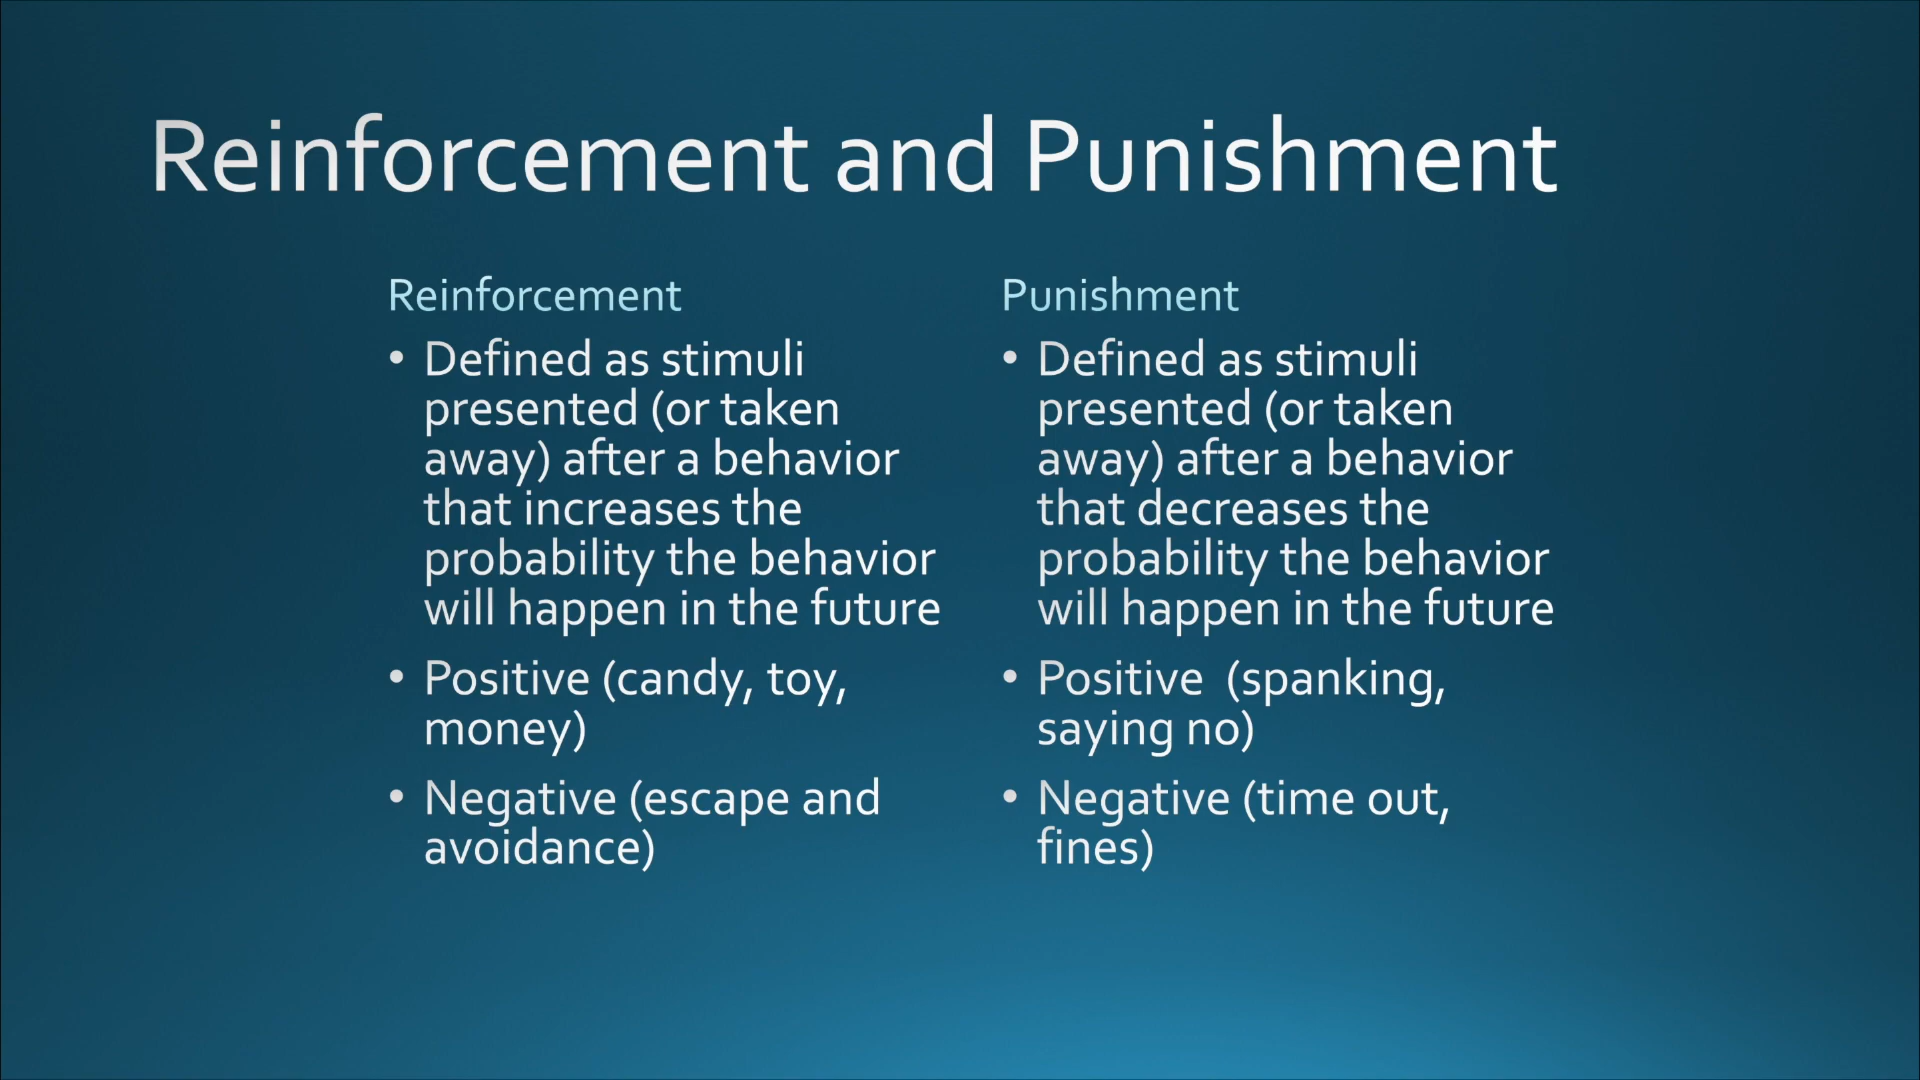 Reinforcement and Punishment
Reinforcement
• Defined as stimuli
presented (or taken
away) after a behavior
that increases the
probability the behavior
will happen in the future
• Positive (candy, toy,
money)
• Negative (escape and
avoidance)
Punishment
• Defined as stimuli
presented (or taken
away) after a behavior
that decreases the
probability the behavior
will happen in the future
• Positive  (spanking,
saying no)
• Negative (time out,
fines)